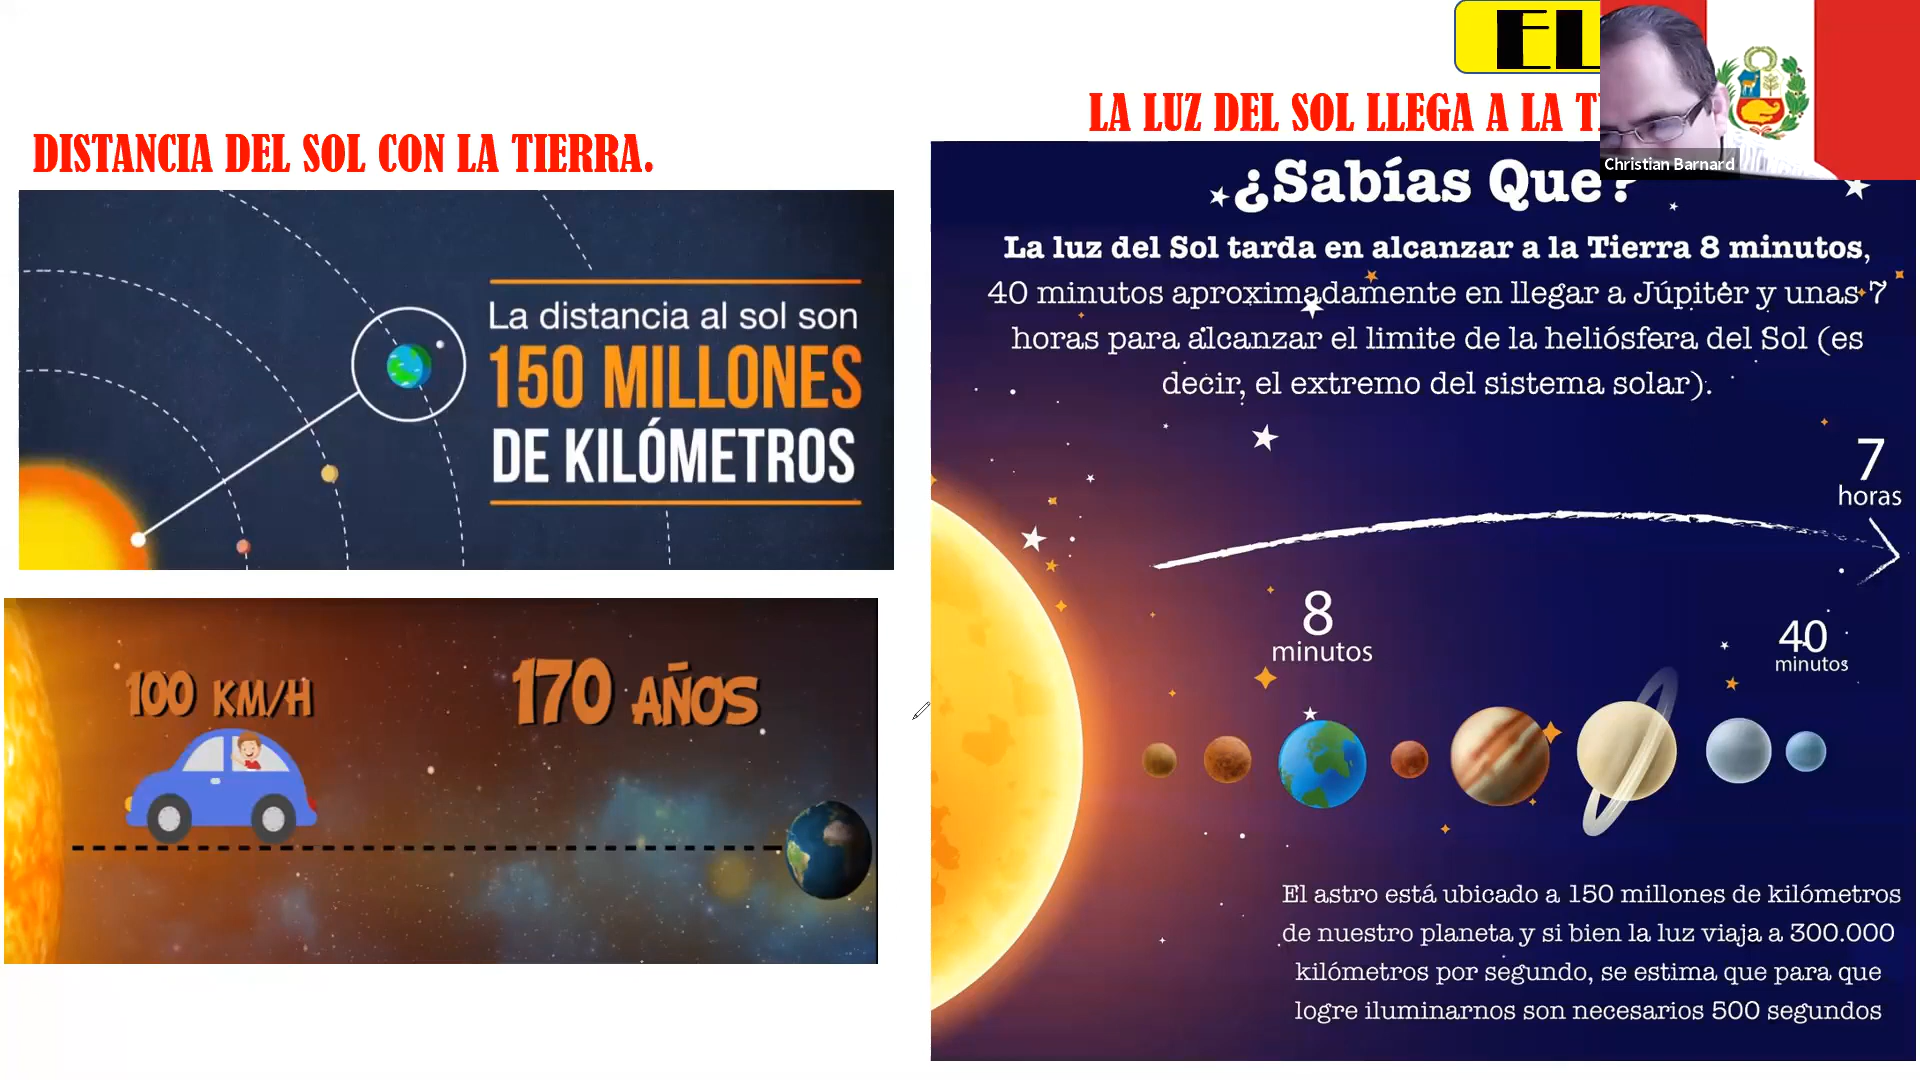 EL
LA LUZ DEL SOL LLEGA A LA
DISTANCIA DEL SOL CON LA TIERRA.
Christian Barnard
La distancia al sol son
150 MILLONES
DE KILÓMETROS
100 KM/H
170 AÑOS
¿Sabías Que?
La luz del Sol tarda en alcanzar a la Tierra 8 minutos,
40 minutos aproximadamente en llegar a Júpiter y unas 7
horas para alcanzar el limite de la heliósfera del Sol (es
decir, el extremo del sistema solar).
7
horas
8
minutos
40
minutos
El astro está ubicado a 150 millones de kilómetros
de nuestro planeta y si bien la luz viaja a 300.000
kilómetros por segundo, se estima que para que
logre iluminarnos son necesarios 500 segundos